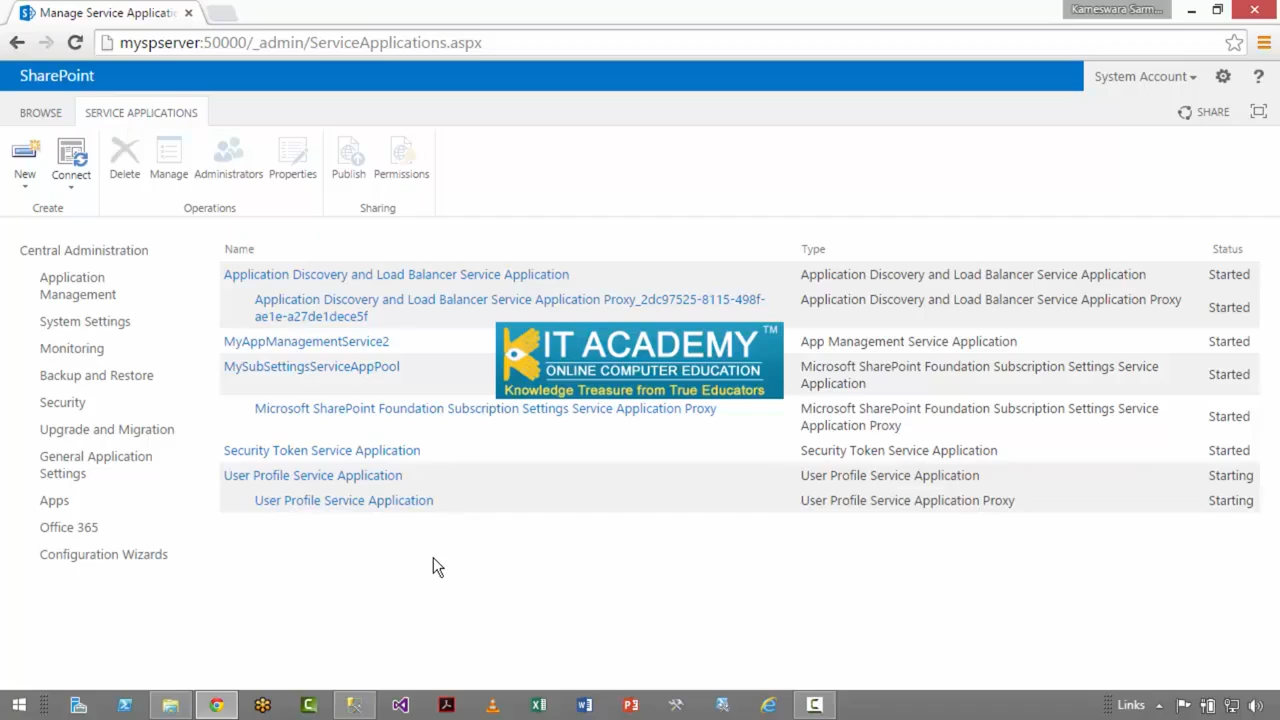 Manage Service Applicatio
Kameswara Sarm...
myspserver:50000/_admin/ServiceApplications.aspx
SharePoint
System Account
?
BROWSE
SERVICE APPLICATIONS
SHARE
New
Connect
Delete
Manage
Administrators
Properties
Publish
Permissions
Create
Operations
Sharing
Central Administration
Application
Management
System Settings
Monitoring
Backup and Restore
Security
Upgrade and Migration
General Application
Settings
Apps
Office 365
Configuration Wizards
Name
Type
Status
Application Discovery and Load Balancer Service Application
Application Discovery and Load Balancer Service Application
Started
Application Discovery and Load Balancer Service Application Proxy_2dc97525-8115-498f-
ae1e-a27de1dece5f
Application Discovery and Load Balancer Service Application Proxy
Started
MyAppManagementService2
App Management Service Application
Started
MySubSettingsServiceAppPool
Microsoft SharePoint Foundation Subscription Settings Service
Application
Started
Microsoft SharePoint Foundation Subscription Settings Service Application Proxy
Microsoft SharePoint Foundation Subscription Settings Service
Application Proxy
Started
Security Token Service Application
Security Token Service Application
Started
User Profile Service Application
User Profile Service Application
Starting
User Profile Service Application
User Profile Service Application Proxy
Starting
KIT ACADEMY™
ONLINE COMPUTER EDUCATION
Knowledge Treasure from True Educators
Links